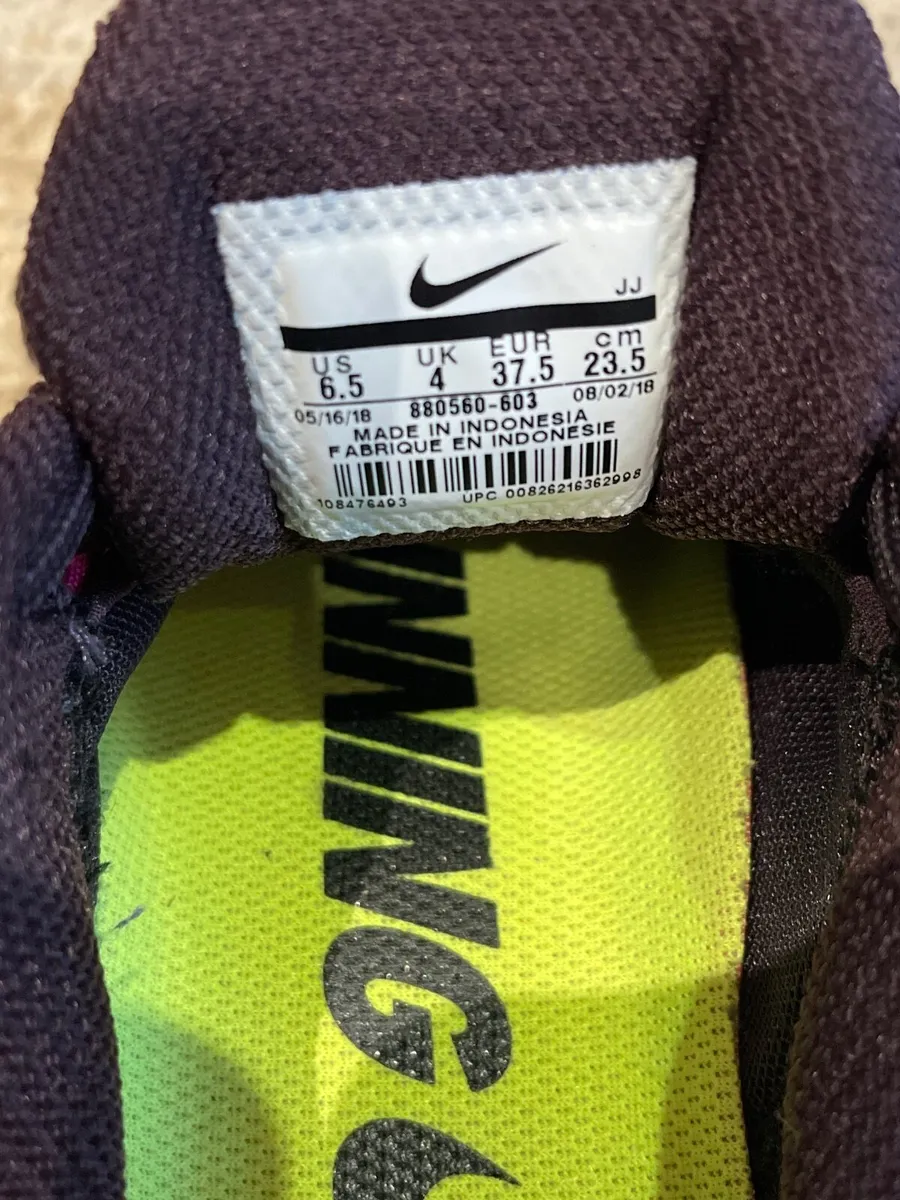 JJ
US UK EUR cm
6.5 4 37.5 23.5
05/16/18 880560-603 08/02/18
MADE IN INDONESIA
FABRIQUE EN INDONESIE
108476493 UPC 00826216362998
NNING